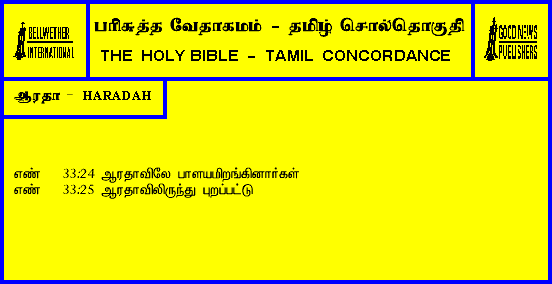 BELLWETHER
INTERNATIONAL
பரிசுத்த வேதாகமம் - தமிழ் சொல்தொகுதி
THE HOLY BIBLE - TAMIL CONCORDANCE
GOOD NEWS
PUBLISHERS
ஆரதா - HARADAH
எண் 33:24 ஆரதாவிலே பாளயமிறங்கினார்கள்
எண் 33:25 ஆரதாவிலிருந்து புறப்பட்டு